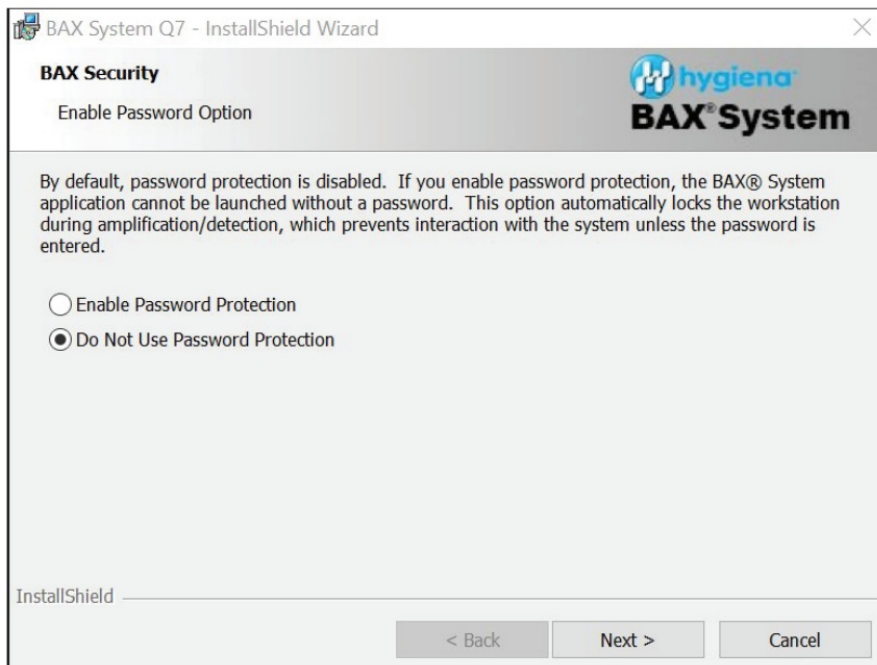 BAX System Q7 - InstallShield Wizard
BAX Security
Enable Password Option
hygiena
BAX® System
By default, password protection is disabled.  If you enable password protection, the BAX® System
application cannot be launched without a password.  This option automatically locks the workstation
during amplification/detection, which prevents interaction with the system unless the password is
entered.
Enable Password Protection
Do Not Use Password Protection
InstallShield
< Back
Next >
Cancel